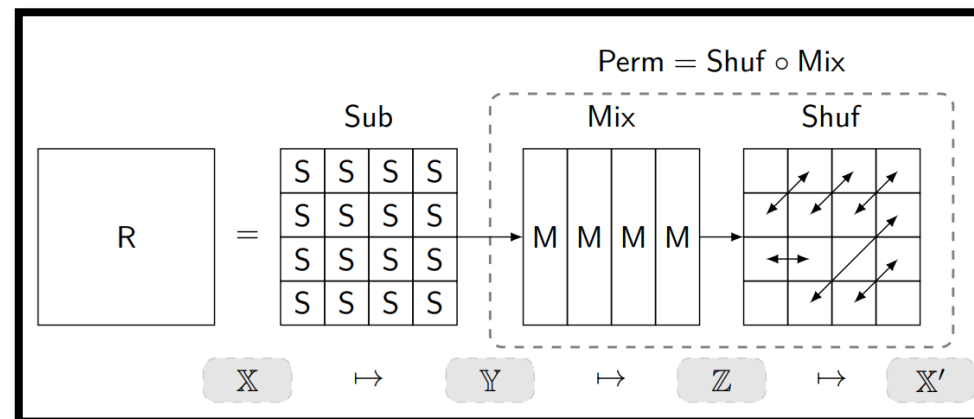 Perm = Shuf ∘ Mix
Sub Mix Shuf
R = S S S S M M M M
S S S S
S S S S
S S S S
𝕏 ↦ 𝕐 ↦ ℤ ↦ 𝕏′